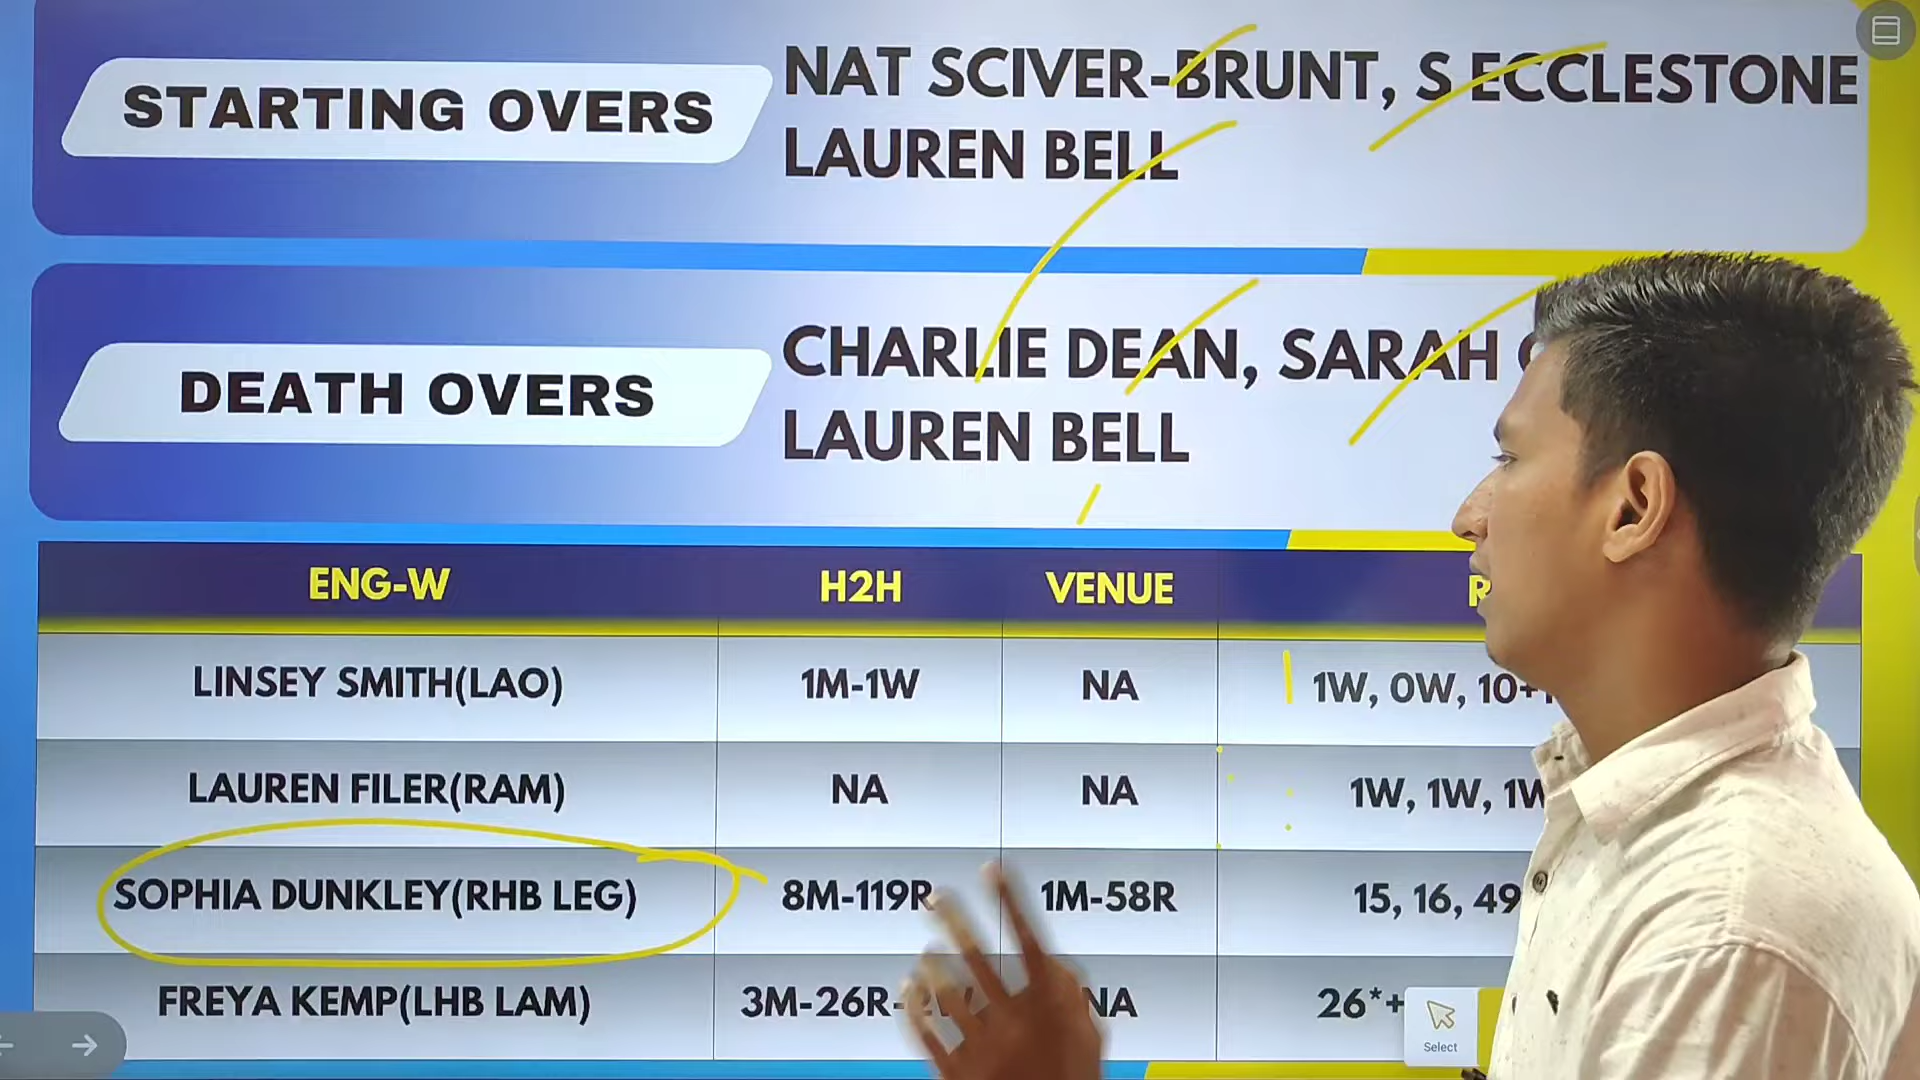 STARTING OVERS
NAT SCIVER-BRUNT, S ECCLESTONE
LAUREN BELL
DEATH OVERS
CHARLIE DEAN, SARAH
LAUREN BELL
ENG-W H2H VENUE
LINSEY SMITH(LAO) 1M-1W NA 1W, 0W, 10+
LAUREN FILER(RAM) NA NA 1W, 1W, 1W
SOPHIA DUNKLEY(RHB LEG) 8M-119R 1M-58R 15, 16, 49
FREYA KEMP(LHB LAM) 3M-26R- NA 26*+
Select